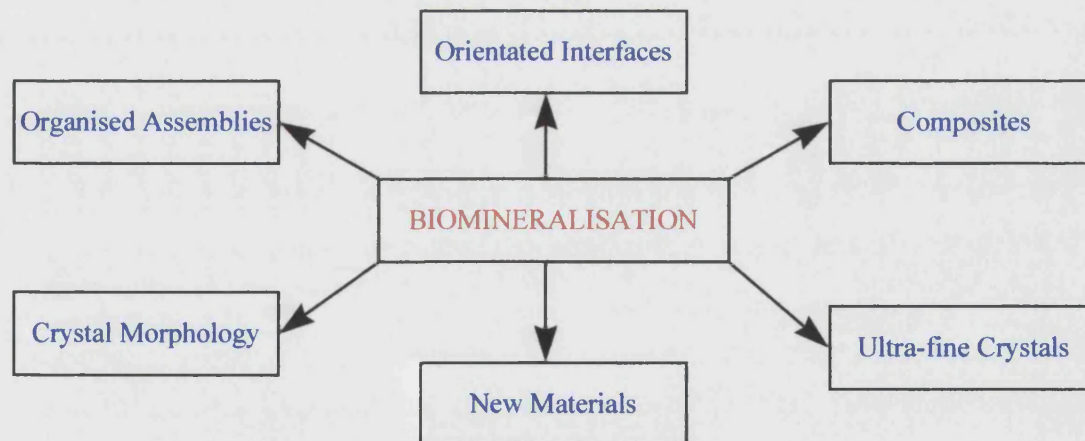 Orientated Interfaces
Organised Assemblies
Composites
BIOMINERALISATION
Crystal Morphology
Ultra-fine Crystals
New Materials